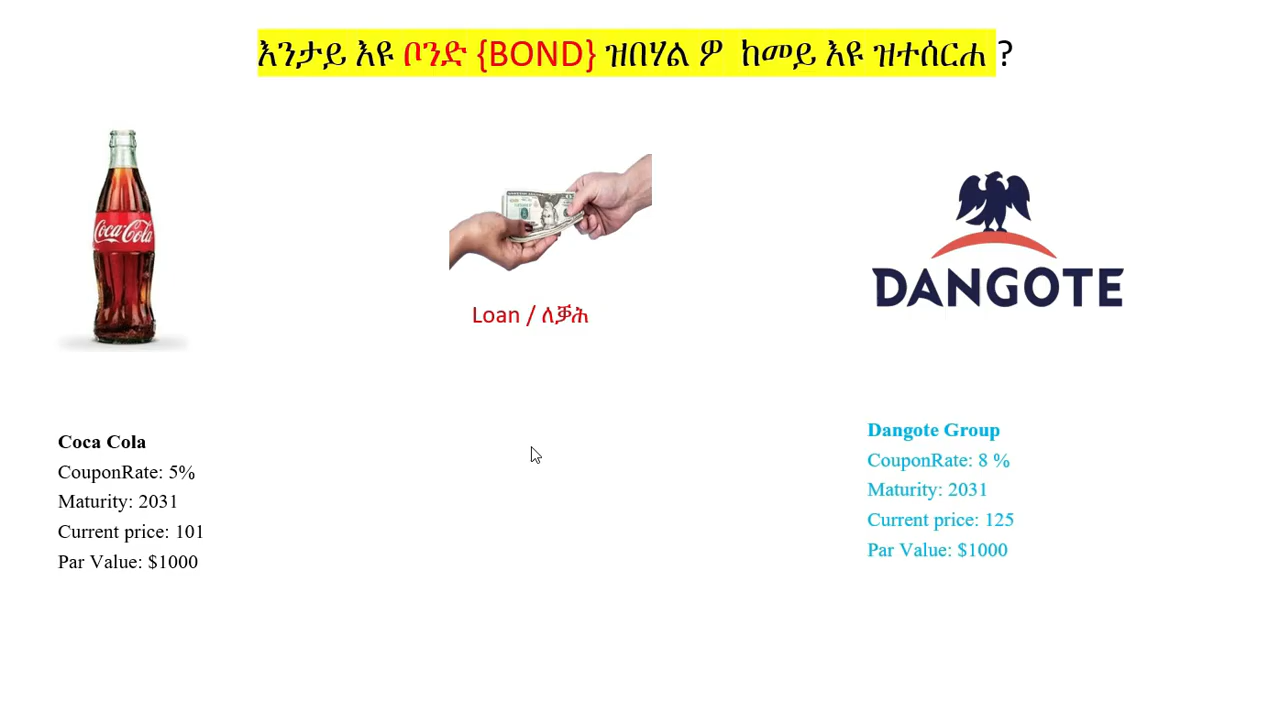 እንታይ እዩ ቦንድ {BOND} ዝበሃል ዎ ከመይ እዩ ዝተሰርሐ ?
Coca-Cola
Loan / ለቓሕ
DANGOTE
Coca Cola
CouponRate: 5%
Maturity: 2031
Current price: 101
Par Value: $1000
Dangote Group
CouponRate: 8 %
Maturity: 2031
Current price: 125
Par Value: $1000